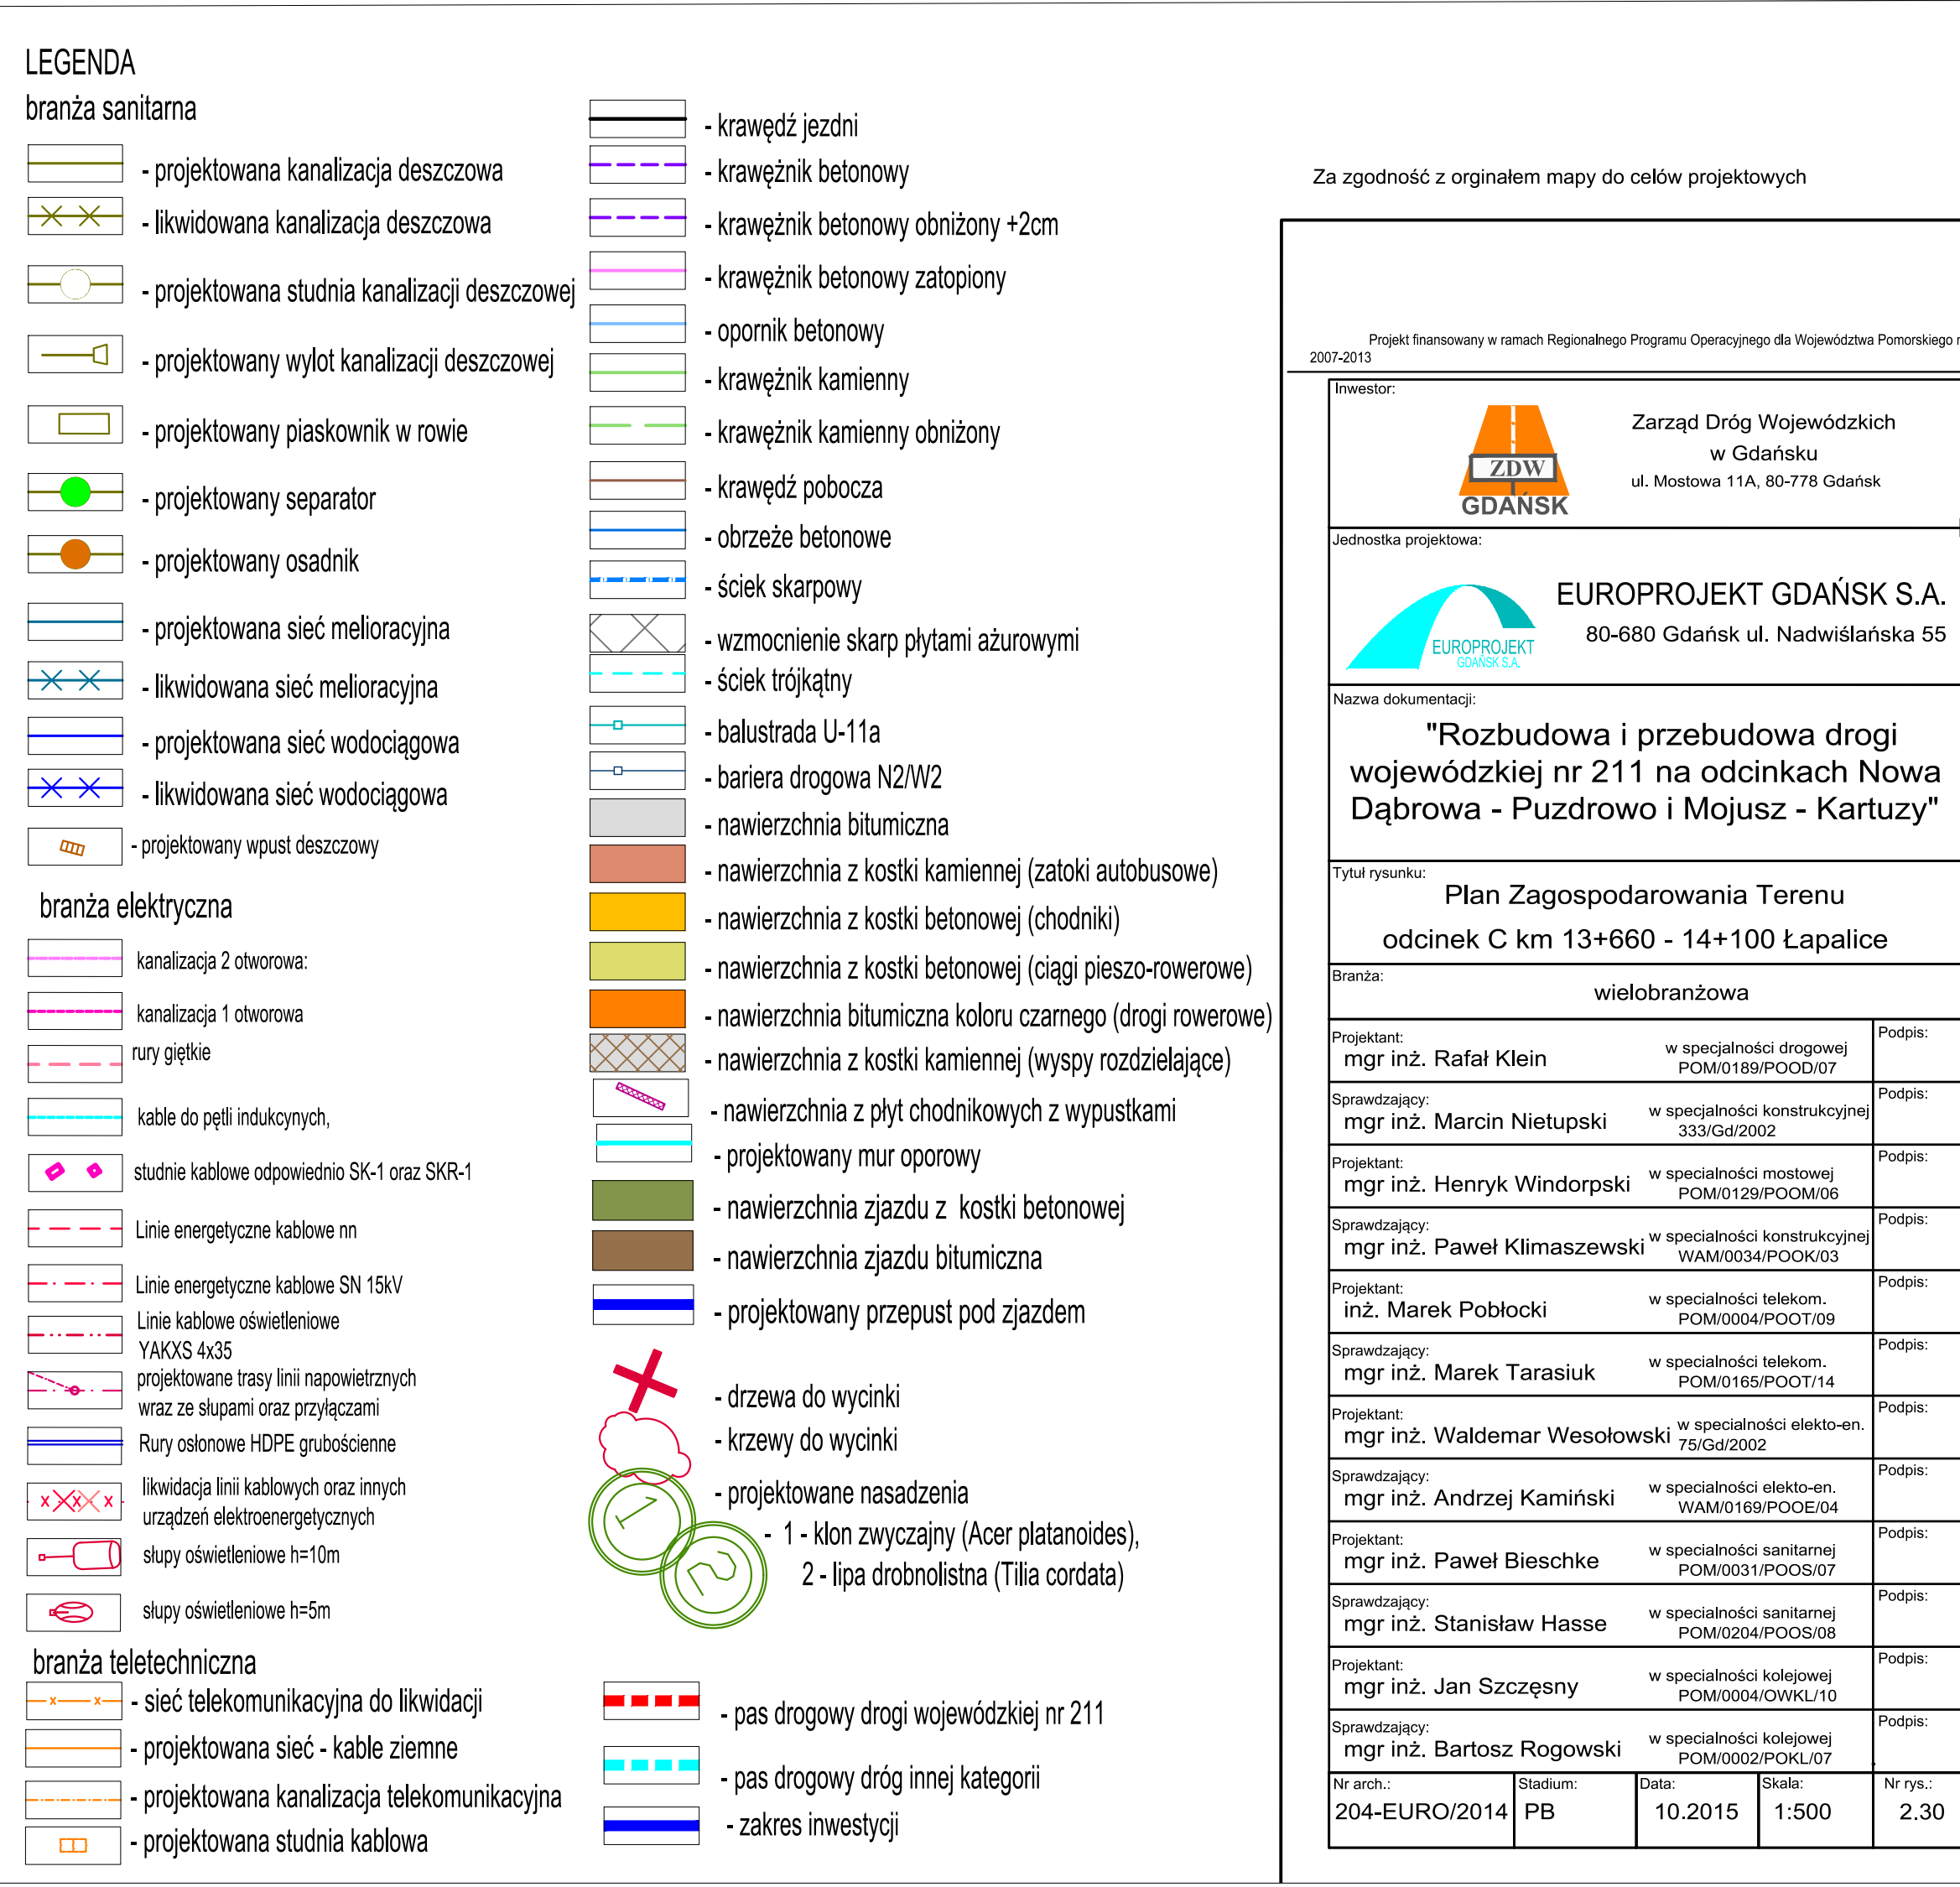 LEGENDA
branża sanitarna
- projektowana kanalizacja deszczowa
- likwidowana kanalizacja deszczowa
- projektowana studnia kanalizacji deszczowej
- projektowany wylot kanalizacji deszczowej
- projektowany piaskownik w rowie
- projektowany separator
- projektowany osadnik
- projektowana sieć melioracyjna
- likwidowana sieć melioracyjna
- projektowana sieć wodociągowa
- likwidowana sieć wodociągowa
- projektowany wpust deszczowy
branża elektryczna
kanalizacja 2 otworowa:
kanalizacja 1 otworowa
rury giętkie
kable do pętli indukcynych,
studnie kablowe odpowiednio SK-1 oraz SKR-1
Linie energetyczne kablowe nn
Linie energetyczne kablowe SN 15kV
Linie kablowe oświetleniowe
YAKXS 4x35
projektowane trasy linii napowietrznych
wraz ze słupami oraz przyłączami
Rury osłonowe HDPE grubościenne
likwidacja linii kablowych oraz innych
urządzeń elektroenergetycznych
słupy oświetleniowe h=10m
słupy oświetleniowe h=5m
branża teletechniczna
- sieć telekomunikacyjna do likwidacji
- projektowana sieć - kable ziemne
- projektowana kanalizacja telekomunikacyjna
- projektowana studnia kablowa
- krawędź jezdni
- krawężnik betonowy
- krawężnik betonowy obniżony +2cm
- krawężnik betonowy zatopiony
- opornik betonowy
- krawężnik kamienny
- krawężnik kamienny obniżony
- krawędź pobocza
- obrzeże betonowe
- ściek skarpowy
- wzmocnienie skarp płytami ażurowymi
- ściek trójkątny
- balustrada U-11a
- bariera drogowa N2/W2
- nawierzchnia bitumiczna
- nawierzchnia z kostki kamiennej (zatoki autobusowe)
- nawierzchnia z kostki betonowej (chodniki)
- nawierzchnia z kostki betonowej (ciągi pieszo-rowerowe)
- nawierzchnia bitumiczna koloru czarnego (drogi rowerowe)
- nawierzchnia z kostki kamiennej (wyspy rozdzielające)
- nawierzchnia z płyt chodnikowych z wypustkami
- projektowany mur oporowy
- nawierzchnia zjazdu z kostki betonowej
- nawierzchnia zjazdu bitumiczna
- projektowany przepust pod zjazdem
- drzewa do wycinki
- krzewy do wycinki
- projektowane nasadzenia
1
2
- 1 - klon zwyczajny (Acer platanoides),
2 - lipa drobnolistna (Tilia cordata)
- pas drogowy drogi wojewódzkiej nr 211
- pas drogowy dróg innej kategorii
- zakres inwestycji
Za zgodność z orginałem mapy do celów projektowych
Projekt finansowany w ramach Regionalnego Programu Operacyjnego dla Województwa Pomorskiego
2007-2013
Inwestor:
ZDW
GDAŃSK
Zarząd Dróg Wojewódzkich
w Gdańsku
ul. Mostowa 11A, 80-778 Gdańsk
Jednostka projektowa:
EUROPROJEKT
GDAŃSK S.A.
EUROPROJEKT GDAŃSK S.A.
80-680 Gdańsk ul. Nadwiślańska 55
Nazwa dokumentacji:
"Rozbudowa i przebudowa drogi
wojewódzkiej nr 211 na odcinkach Nowa
Dąbrowa - Puzdrowo i Mojusz - Kartuzy"
Tytuł rysunku:
Plan Zagospodarowania Terenu
odcinek C km 13+660 - 14+100 Łapalice
Branża:
wielobranżowa
Projektant: Podpis:
mgr inż. Rafał Klein w specjalności drogowej
POM/0189/POOD/07
Sprawdzający: Podpis:
mgr inż. Marcin Nietupski w specjalności konstrukcyjnej
333/Gd/2002
Projektant: Podpis:
mgr inż. Henryk Windorpski w specialności mostowej
POM/0129/POOM/06
Sprawdzający: Podpis:
mgr inż. Paweł Klimaszewski w specialności konstrukcyjnej
WAM/0034/POOK/03
Projektant: Podpis:
inż. Marek Pobłocki w specialności telekom.
POM/0004/POOT/09
Sprawdzający: Podpis:
mgr inż. Marek Tarasiuk w specialności telekom.
POM/0165/POOT/14
Projektant: Podpis:
mgr inż. Waldemar Wesołowski w specialności elekto-en.
75/Gd/2002
Sprawdzający: Podpis:
mgr inż. Andrzej Kamiński w specialności elekto-en.
WAM/0169/POOE/04
Projektant: Podpis:
mgr inż. Paweł Bieschke w specialności sanitarnej
POM/0031/POOS/07
Sprawdzający: Podpis:
mgr inż. Stanisław Hasse w specialności sanitarnej
POM/0204/POOS/08
Projektant: Podpis:
mgr inż. Jan Szczęsny w specialności kolejowej
POM/0004/OWKL/10
Sprawdzający: Podpis:
mgr inż. Bartosz Rogowski w specialności kolejowej
POM/0002/POKL/07
Nr arch.: Stadium: Data: Skala: Nr rys.:
204-EURO/2014 PB 10.2015 1:500 2.30